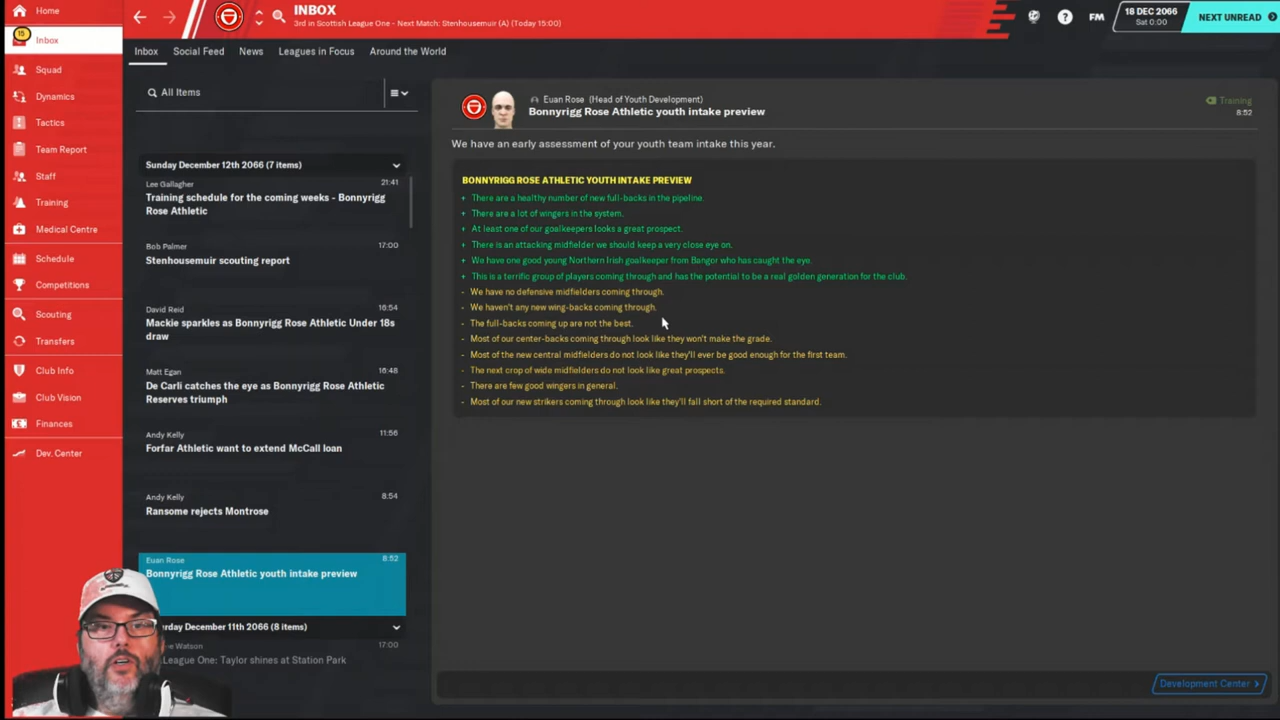 Home
15
Inbox
Squad
Dynamics
Tactics
Team Report
Staff
Training
Medical Centre
Schedule
Competitions
Scouting
Transfers
Club Info
Club Vision
Finances
Dev. Center
INBOX
3rd in Scottish League One - Next Match: Stenhousemuir (A) (Today 15:00)
?
FM
18 DEC 2066
Sat 0:00
NEXT UNREAD
Inbox
Social Feed
News
Leagues in Focus
Around the World
All Items
Sunday December 12th 2066 (7 items)
Lee Gallagher
21:41
Training schedule for the coming weeks - Bonnyrigg
Rose Athletic
Bob Palmer
17:00
Stenhousemuir scouting report
David Reid
16:54
Mackie sparkles as Bonnyrigg Rose Athletic Under 18s
draw
Matt Egan
16:48
De Carli catches the eye as Bonnyrigg Rose Athletic
Reserves triumph
Andy Kelly
11:56
Forfar Athletic want to extend McCall loan
Andy Kelly
8:54
Ransome rejects Montrose
Euan Rose
8:52
Bonnyrigg Rose Athletic youth intake preview
urday December 11th 2066 (8 items)
Watson
17:00
League One: Taylor shines at Station Park
Euan Rose (Head of Youth Development)
Bonnyrigg Rose Athletic youth intake preview
Training
8:52
We have an early assessment of your youth team intake this year.
BONNYRIGG ROSE ATHLETIC YOUTH INTAKE PREVIEW
+ There are a healthy number of new full-backs in the pipeline.
+ There are a lot of wingers in the system.
+ At least one of our goalkeepers looks a great prospect.
+ There is an attacking midfielder we should keep a very close eye on.
+ We have one good young Northern Irish goalkeeper from Bangor who has caught the eye.
+ This is a terrific group of players coming through and has the potential to be a real golden generation for the club.
- We have no defensive midfielders coming through.
- We haven't any new wing-backs coming through.
- The full-backs coming up are not the best.
- Most of our center-backs coming through look like they won't make the grade.
- Most of the new central midfielders do not look like they'll ever be good enough for the first team.
- The next crop of wide midfielders do not look like great prospects.
- There are few good wingers in general.
- Most of our new strikers coming through look like they'll fall short of the required standard.
Development Center >